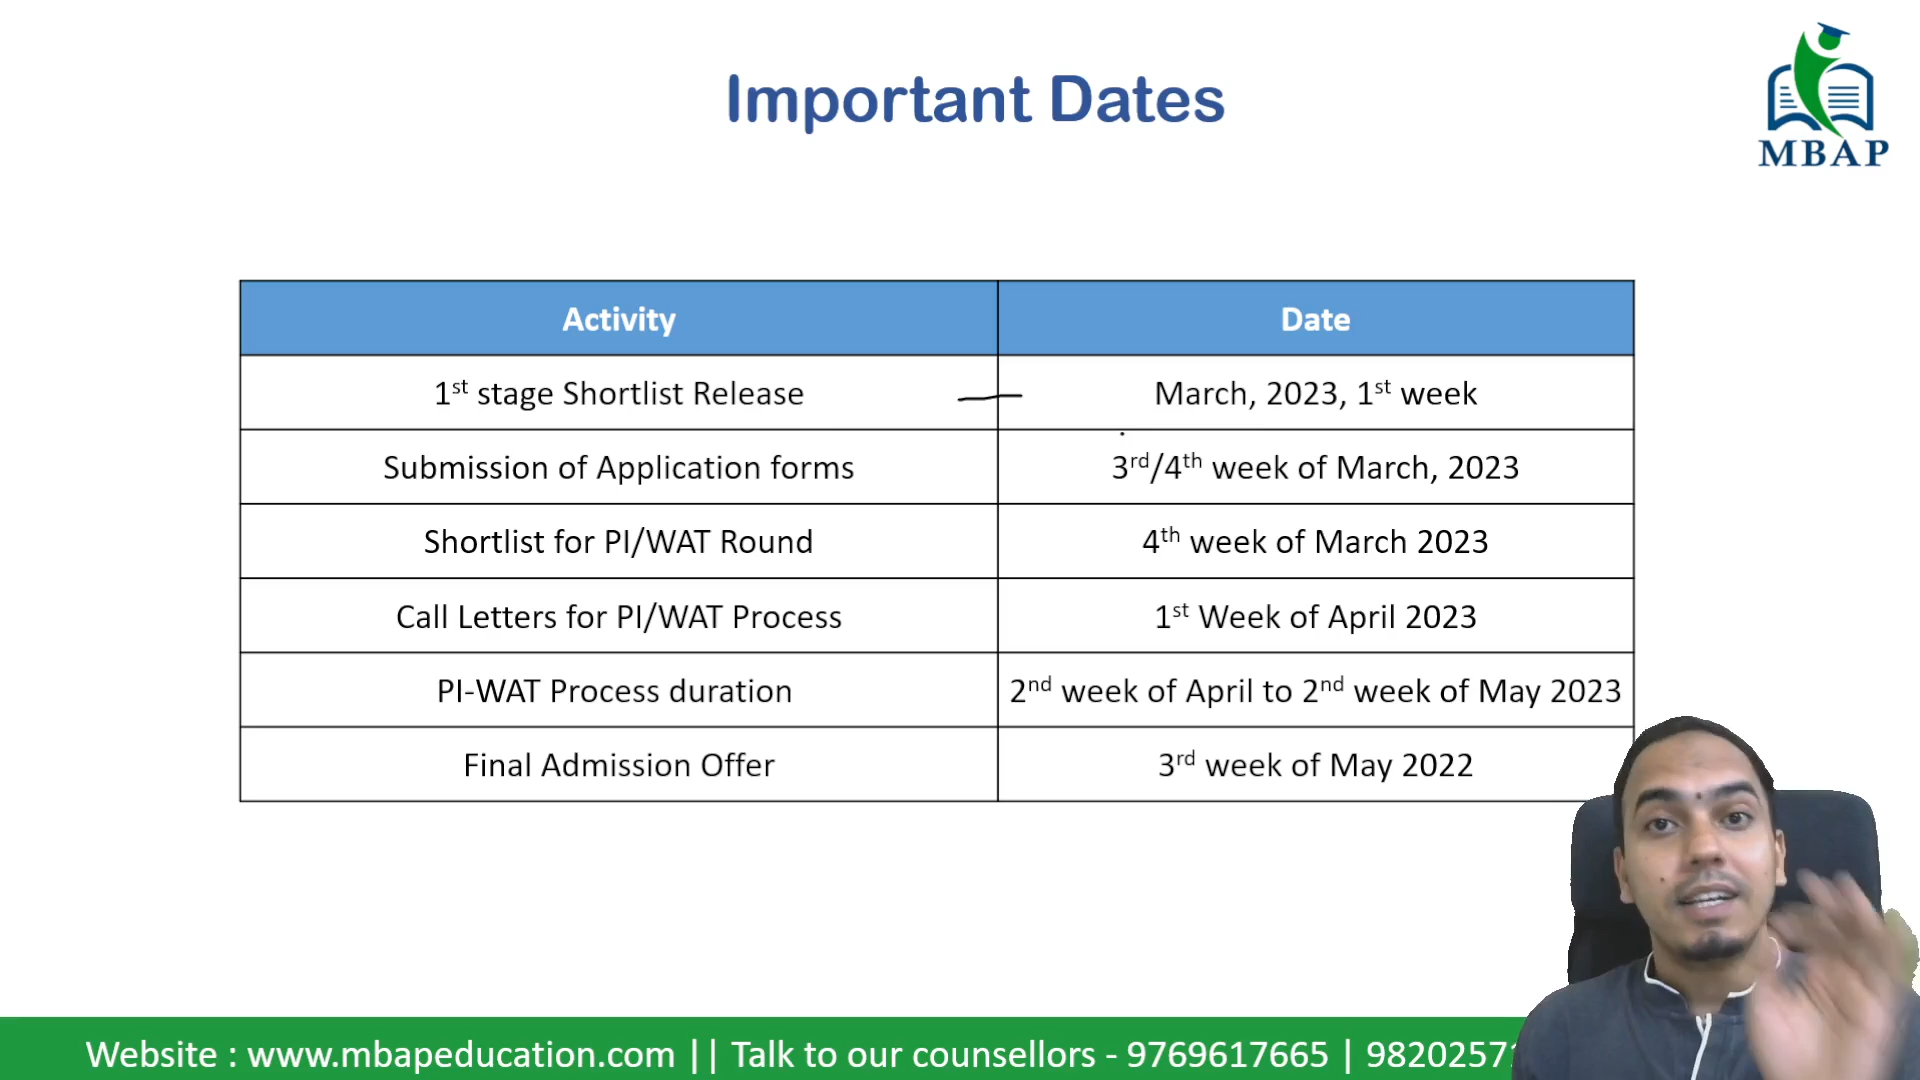 Important Dates
MBAP
Activity Date
1st stage Shortlist Release March, 2023, 1st week
Submission of Application forms 3rd/4th week of March, 2023
Shortlist for PI/WAT Round 4th week of March 2023
Call Letters for PI/WAT Process 1st Week of April 2023
PI-WAT Process duration 2nd week of April to 2nd week of May 2023
Final Admission Offer 3rd week of May 2022
Website : www.mbapeducation.com || Talk to our counsellors - 9769617665 |